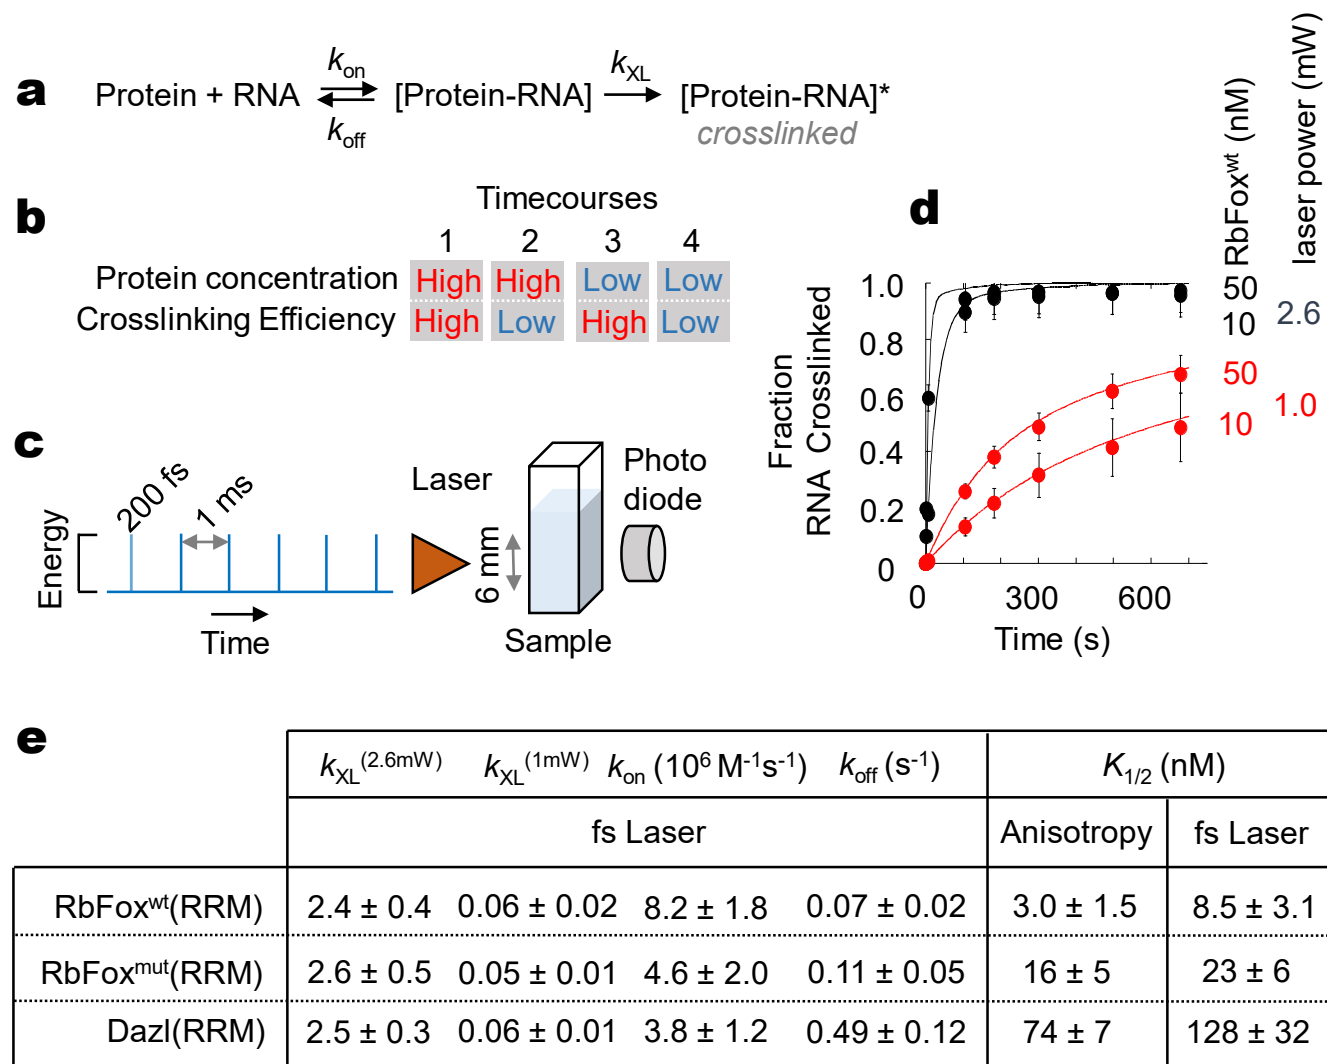 a
Protein + RNA
kon
koff
[Protein-RNA]
kXL
[Protein-RNA]*
crosslinked
b
Timecourses
1 2 3 4
Protein concentration High High Low Low
Crosslinking Efficiency High Low High Low
c
Energy
200 fs
1 ms
Time
Laser
6 mm
Sample
Photo
diode
d
RbFoxwt (nM)
laser power (mW)
Fraction
RNA Crosslinked
1.0
0.8
0.6
0.4
0.2
0
0 300 600
Time (s)
50
10
2.6
50
10
1.0
e
kXL(2.6mW) kXL(1mW) kon (10⁶ M⁻¹s⁻¹) koff (s⁻¹) K1/2 (nM)
fs Laser Anisotropy fs Laser
RbFoxwt(RRM) 2.4 ± 0.4 0.06 ± 0.02 8.2 ± 1.8 0.07 ± 0.02 3.0 ± 1.5 8.5 ± 3.1
RbFoxmut(RRM) 2.6 ± 0.5 0.05 ± 0.01 4.6 ± 2.0 0.11 ± 0.05 16 ± 5 23 ± 6
Dazl(RRM) 2.5 ± 0.3 0.06 ± 0.01 3.8 ± 1.2 0.49 ± 0.12 74 ± 7 128 ± 32